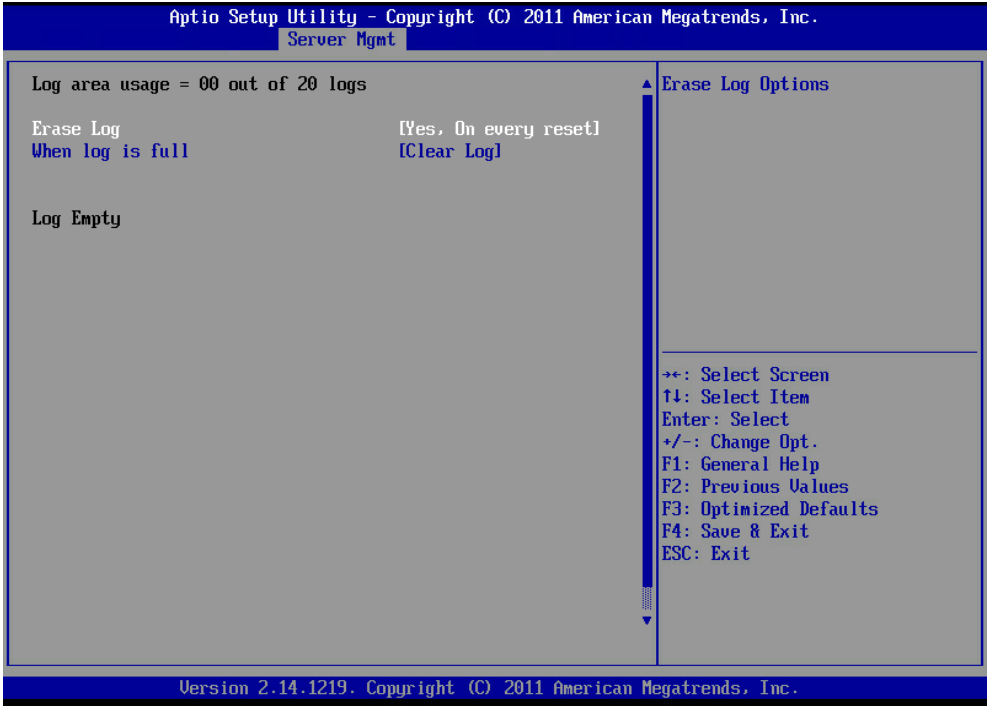 Aptio Setup Utility - Copyright (C) 2011 American Megatrends, Inc.
Server Mgmt
Log area usage = 00 out of 20 logs
Erase Log [Yes, On every reset]
When log is full [Clear Log]
Log Empty
Erase Log Options
→←: Select Screen
↑↓: Select Item
Enter: Select
+/-: Change Opt.
F1: General Help
F2: Previous Values
F3: Optimized Defaults
F4: Save & Exit
ESC: Exit
Version 2.14.1219. Copyright (C) 2011 American Megatrends, Inc.